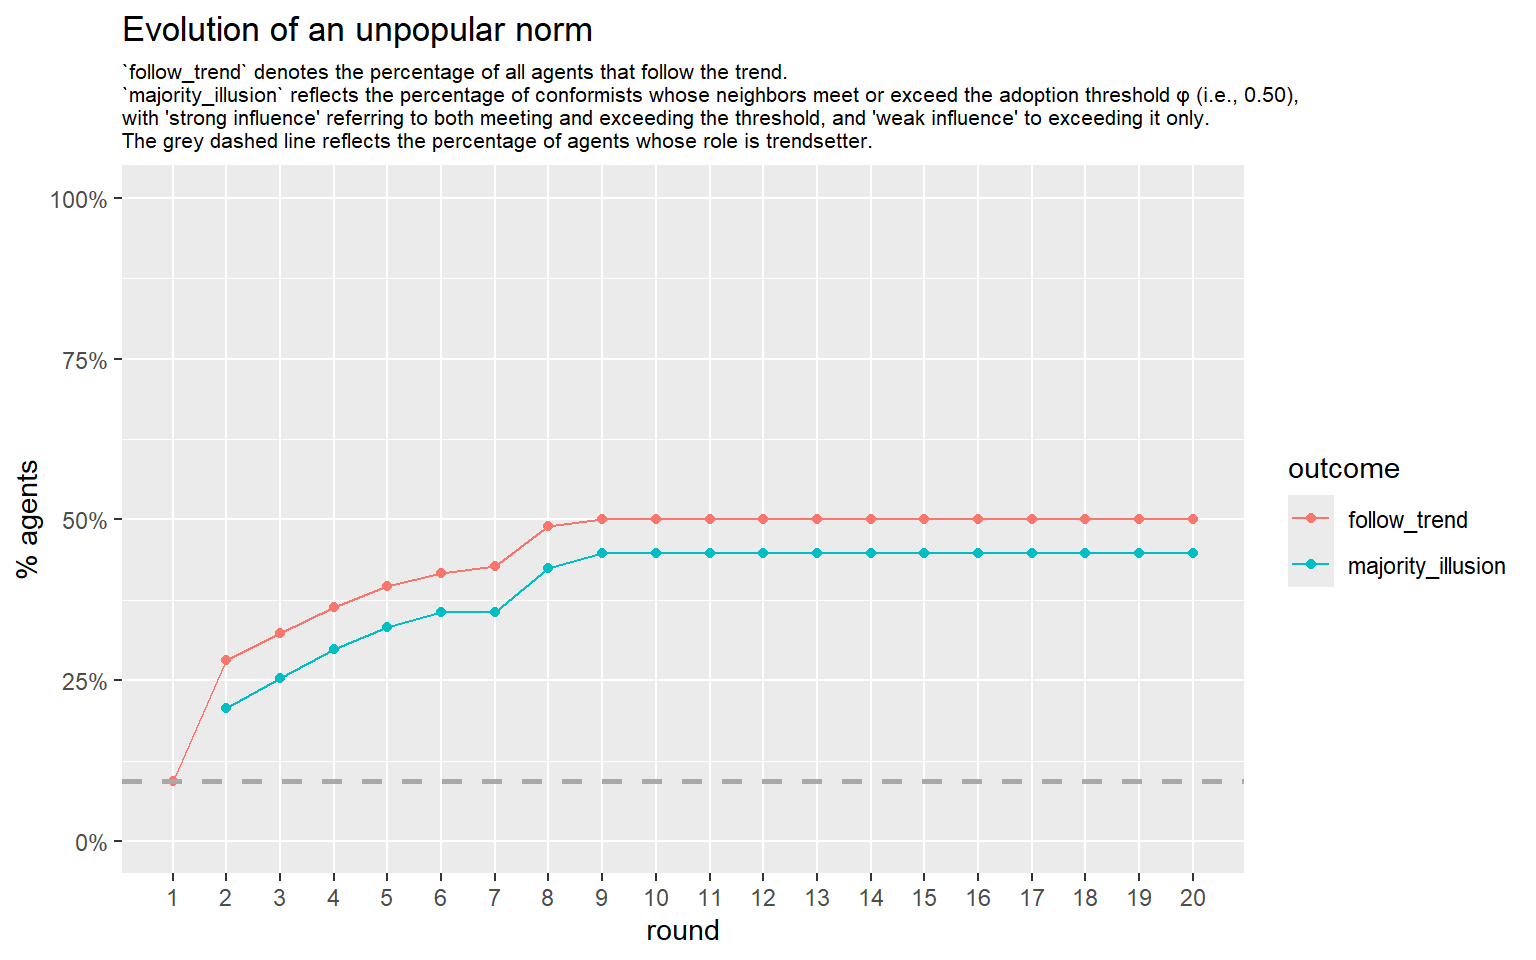 Evolution of an unpopular norm
`follow_trend` denotes the percentage of all agents that follow the trend.
`majority_illusion` reflects the percentage of conformists whose neighbors meet or exceed the adoption threshold φ (i.e., 0.50),
with 'strong influence' referring to both meeting and exceeding the threshold, and 'weak influence' to exceeding it only.
The grey dashed line reflects the percentage of agents whose role is trendsetter.
100%
75%
50%
25%
0%
% agents
1 2 3 4 5 6 7 8 9 10 11 12 13 14 15 16 17 18 19 20
round
outcome
follow_trend
majority_illusion